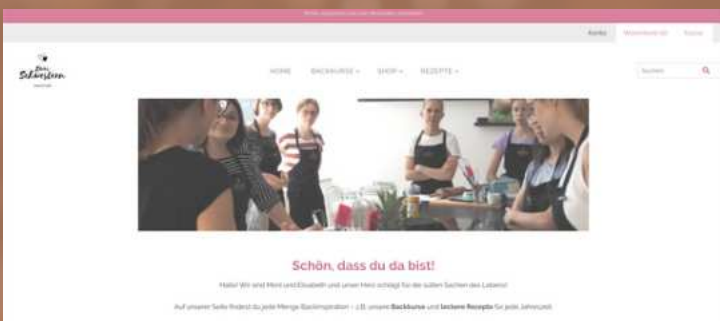 Konto Warenkorb (0) Kasse
Schwestern
HOME BACKKURSE SHOP REZEPTE
Suchen
Schön, dass du da bist!
Hallo! Wir sind Meni und Elisabeth und unser Herz schlägt für die süßen Sachen des Lebens!
Auf unserer Seite findest du jede Menge Backinspiration – z.B. unsere Backkurse und leckere Rezepte für jede Jahreszeit.